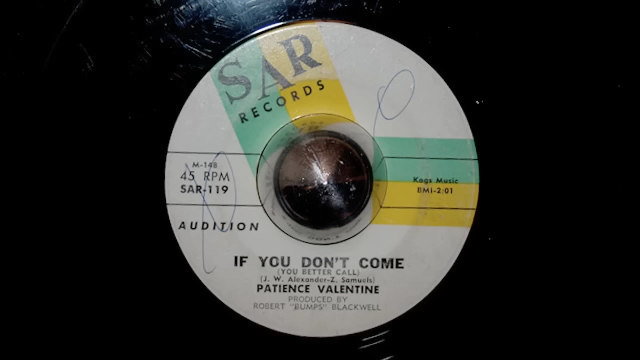 SAR
RECORDS
M-148
45 RPM
SAR-119
Kags Music
BMI-2:01
AUDITION
IF YOU DON'T COME
(YOU BETTER CALL)
(J. W. Alexander-Z. Samuels)
PATIENCE VALENTINE
PRODUCED BY
ROBERT "BUMPS" BLACKWELL